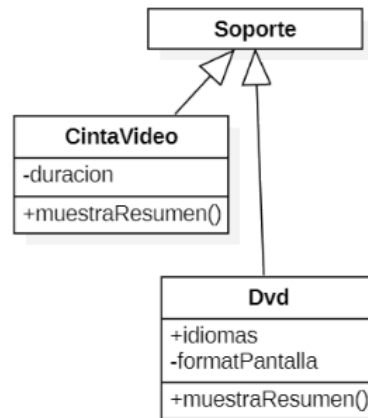 Soporte
CintaVideo
-duracion
+muestraResumen()
Dvd
+idiomas
-formatPantalla
+muestraResumen()